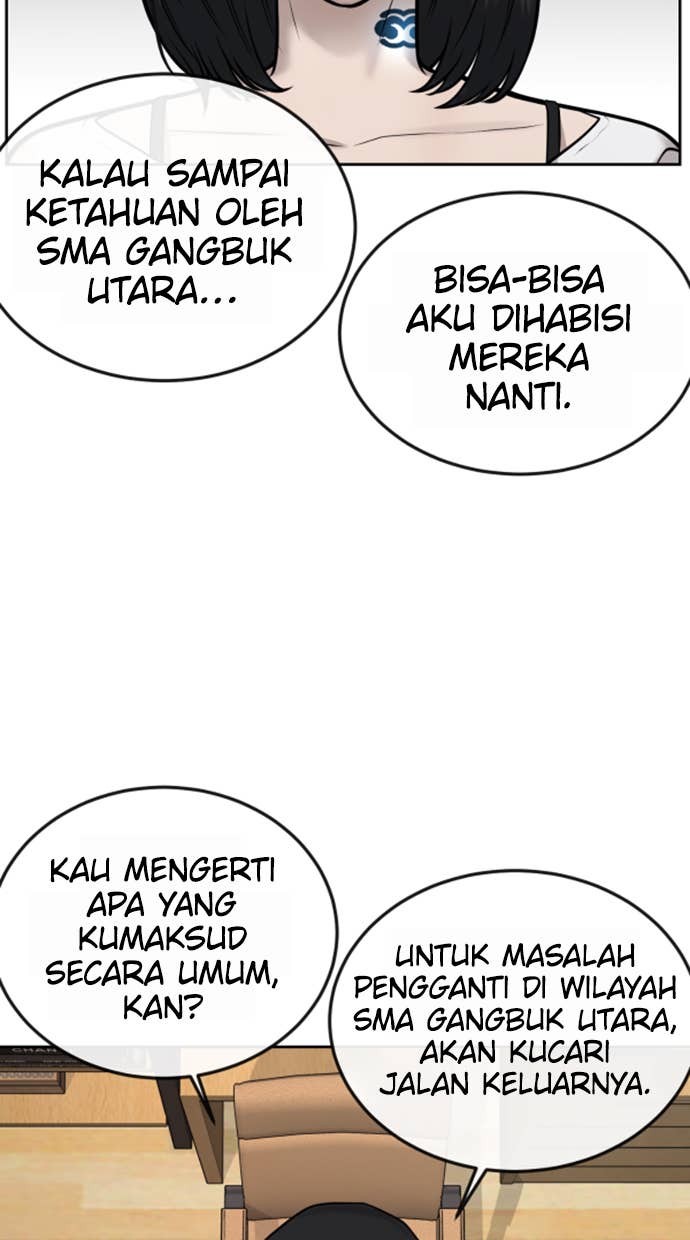 KALAU SAMPAI
KETAHUAN OLEH
SMA GANGBUK
UTARA...
BISA-BISA
AKU DIHABISI
MEREKA
NANTI.
KAU MENGERTI
APA YANG
KUMAKSUD
SECARA UMUM,
KAN?
UNTUK MASALAH
PENGGANTI DI WILAYAH
SMA GANGBUK UTARA,
AKAN KUCARI
JALAN KELUARNYA.
CHAN